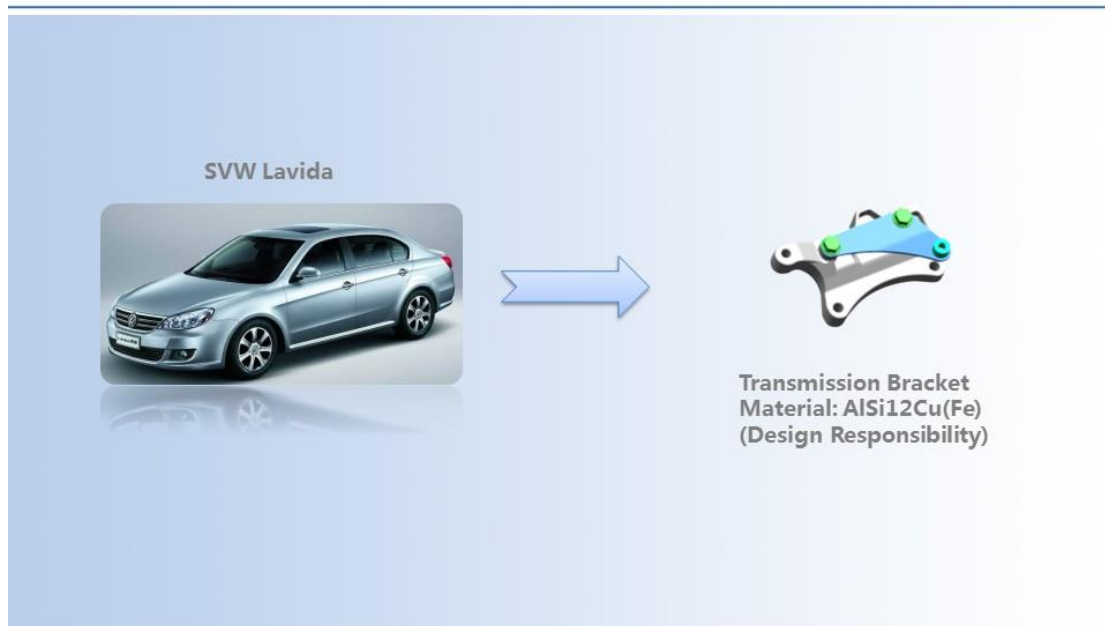 SVW Lavida
Transmission Bracket
Material: AlSi12Cu(Fe)
(Design Responsibility)